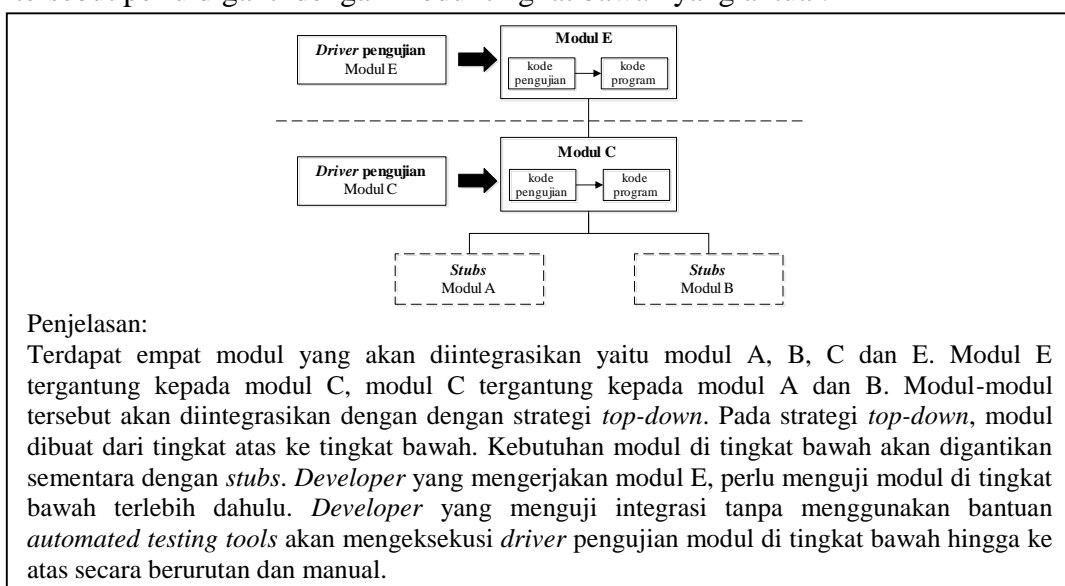 Modul E
Driver pengujian
Modul E
kode
pengujian
kode
program
Modul C
Driver pengujian
Modul C
kode
pengujian
kode
program
Stubs
Modul A
Stubs
Modul B
Penjelasan:
Terdapat empat modul yang akan diintegrasikan yaitu modul A, B, C dan E. Modul E
tergantung kepada modul C, modul C tergantung kepada modul A dan B. Modul-modul
tersebut akan diintegrasikan dengan dengan strategi top-down. Pada strategi top-down, modul
dibuat dari tingkat atas ke tingkat bawah. Kebutuhan modul di tingkat bawah akan digantikan
sementara dengan stubs. Developer yang mengerjakan modul E, perlu menguji modul di tingkat
bawah terlebih dahulu. Developer yang menguji integrasi tanpa menggunakan bantuan
automated testing tools akan mengeksekusi driver pengujian modul di tingkat bawah hingga ke
atas secara berurutan dan manual.